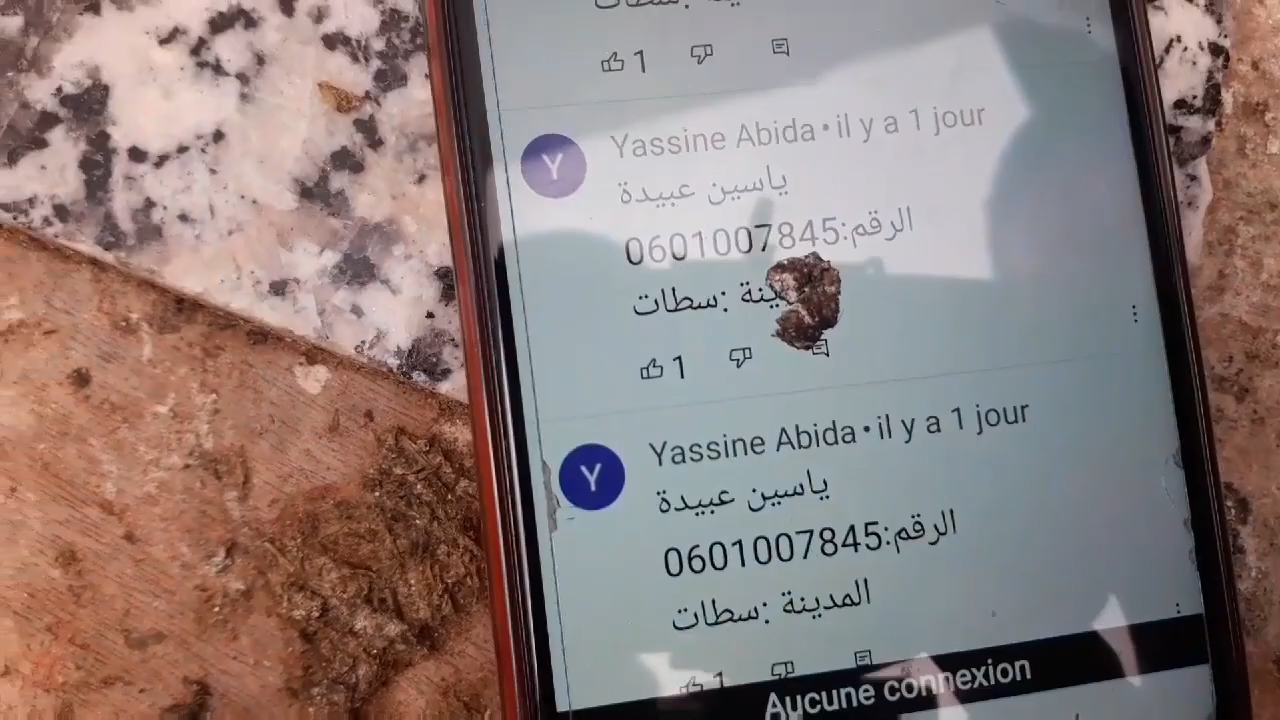 1
Y
Yassine Abida • il y a 1 jour
ياسين عبيدة
الرقم:0601007845
سطات:
1
Y
Yassine Abida • il y a 1 jour
ياسين عبيدة
الرقم:0601007845
المدينة :سطات
1
Aucune connexion